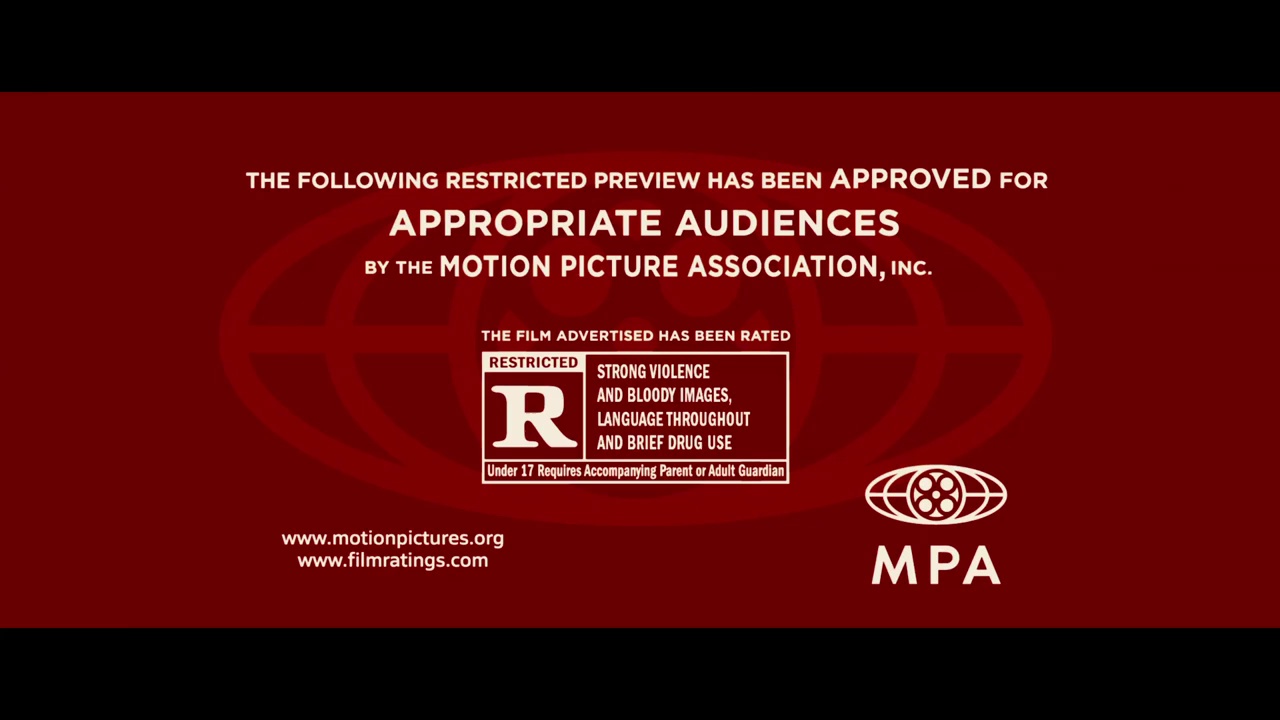 THE FOLLOWING RESTRICTED PREVIEW HAS BEEN APPROVED FOR
APPROPRIATE AUDIENCES
BY THE MOTION PICTURE ASSOCIATION, INC.
THE FILM ADVERTISED HAS BEEN RATED
RESTRICTED
R
STRONG VIOLENCE
AND BLOODY IMAGES,
LANGUAGE THROUGHOUT
AND BRIEF DRUG USE
Under 17 Requires Accompanying Parent or Adult Guardian
www.motionpictures.org
www.filmratings.com
MPA